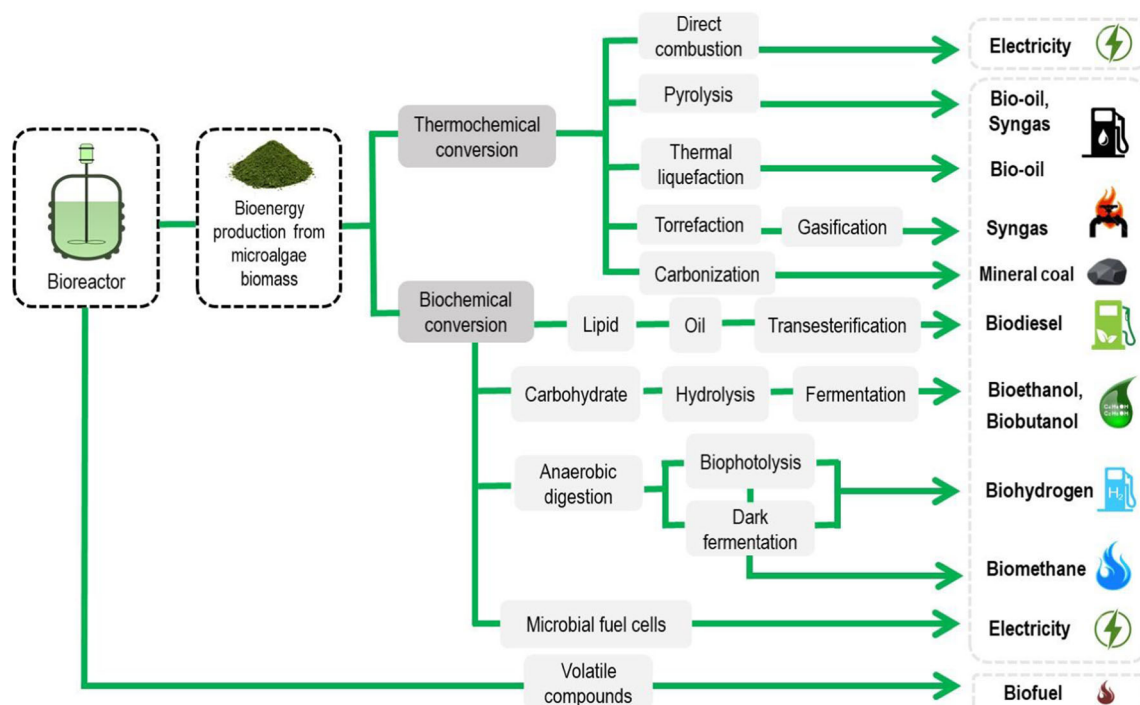 Direct
combustion
Electricity
Pyrolysis
Bio-oil,
Syngas
Thermochemical
conversion
Thermal
liquefaction
Bio-oil
Bioreactor
Bioenergy
production from
microalgae
biomass
Torrefaction
Gasification
Syngas
Carbonization
Mineral coal
Biochemical
conversion
Lipid
Oil
Transesterification
Biodiesel
Carbohydrate
Hydrolysis
Fermentation
Bioethanol,
Biobutanol
Anaerobic
digestion
Biophotolysis
Dark
fermentation
Biohydrogen
H₂
Biomethane
Microbial fuel cells
Electricity
Volatile
compounds
Biofuel